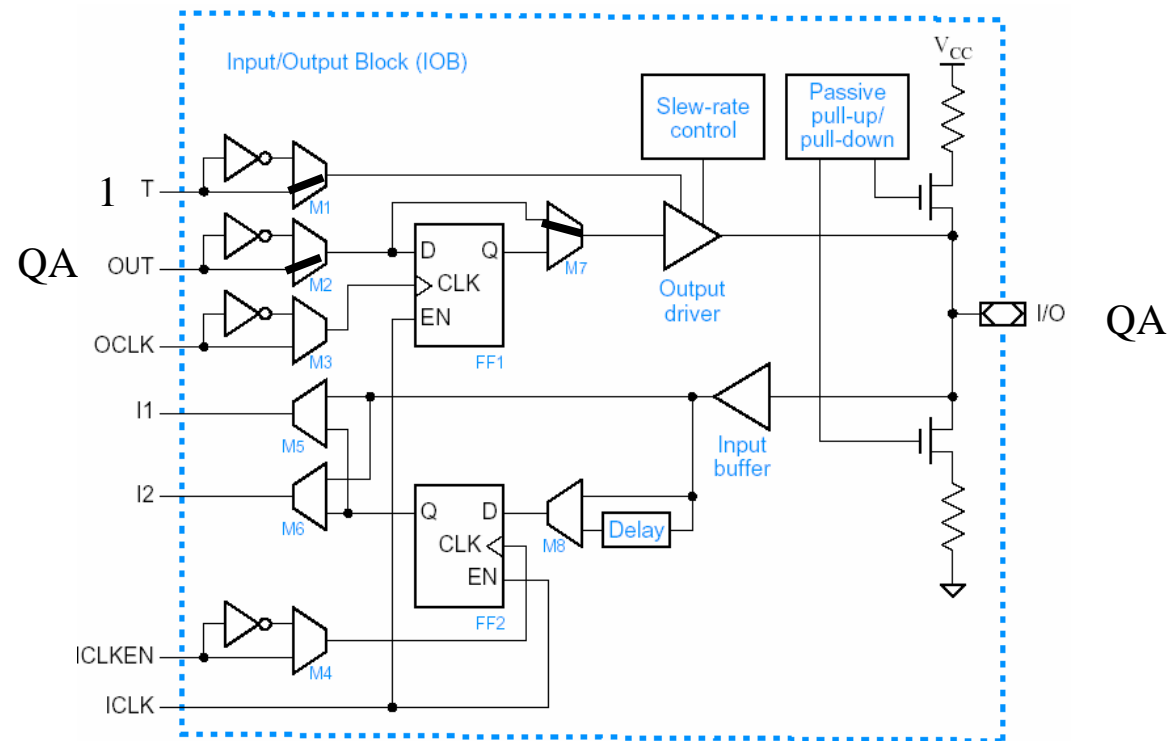 Input/Output Block (IOB)
VCC
Slew-rate
control
Passive
pull-up/
pull-down
1 T
M1
QA OUT
M2
D Q
CLK
EN
FF1
M7
Output
driver
OCLK
M3
I/O QA
I1
M5
Input
buffer
I2
M6
Q D
CLK
EN
FF2
M8
Delay
ICLKEN
M4
ICLK